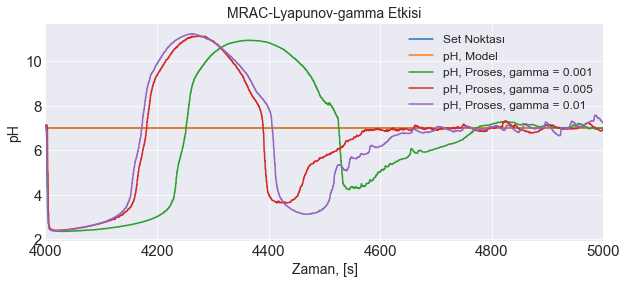 MRAC-Lyapunov-gamma Etkisi
Set Noktası
pH, Model
pH, Proses, gamma = 0.001
pH, Proses, gamma = 0.005
pH, Proses, gamma = 0.01
pH
10
8
6
4
2
4000 4200 4400 4600 4800 5000
Zaman, [s]